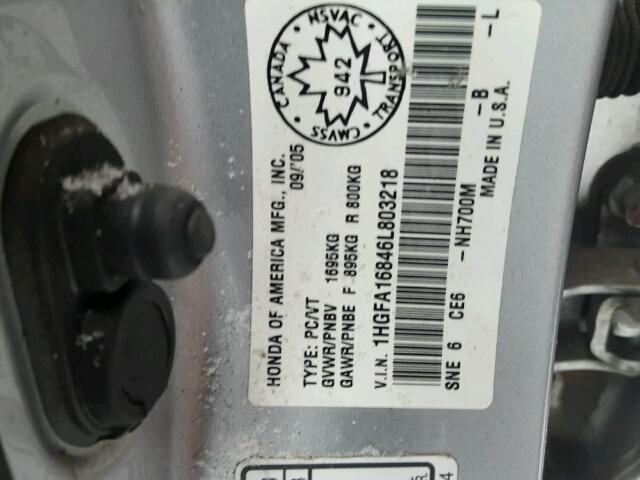 HONDA OF AMERICA MFG., INC.
09/'05
TYPE: PC/VT
GVWR/PNBV 1695KG
GAWR/PNBE F 895KG R 800KG
V.I.N. 1HGFA16846L803218
SNE 6 CE6 -NH700M -B -L
MADE IN U.S.A.
CANADA NSVAC
942
CMVSS TRANSPORT